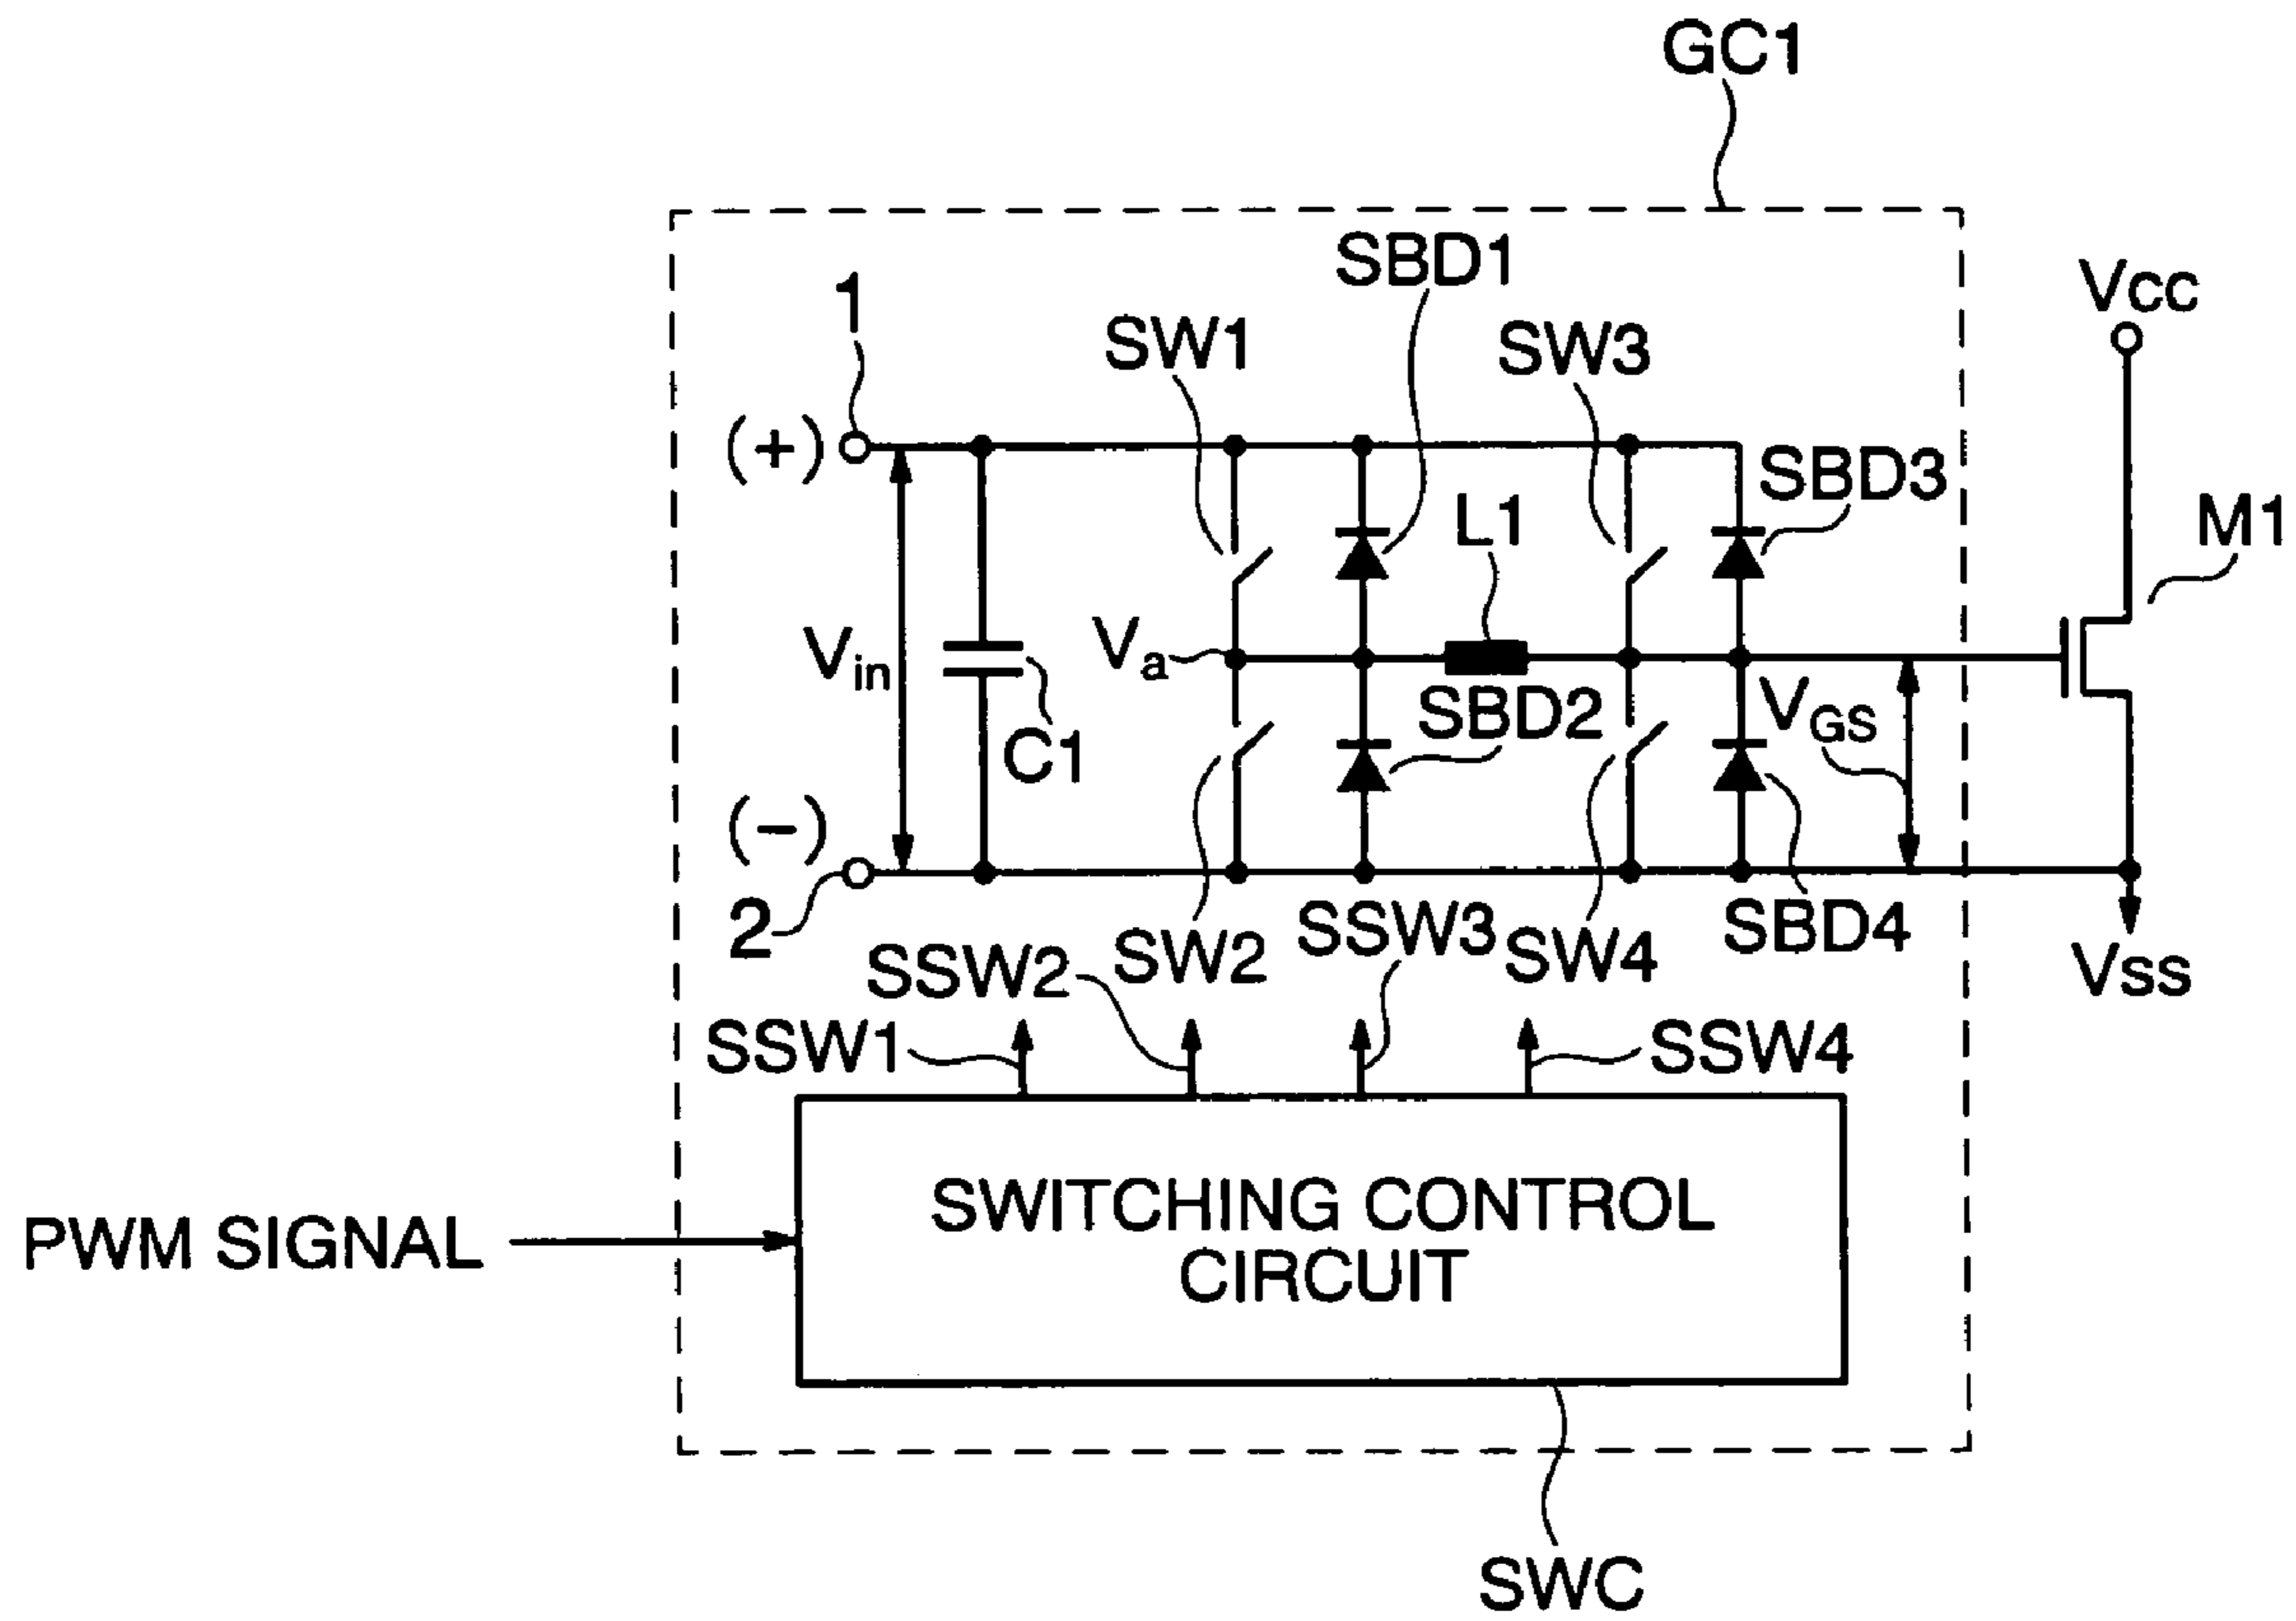 GC1
SBD1
1
SW1
SW3
Vcc
(+)
SBD3
L1
M1
Vin
Va
SBD2
VGS
C1
(-)
2
SW2
SSW3
SW4
SBD4
SSW2
Vss
SSW1
SSW4
SWITCHING CONTROL
CIRCUIT
PWM SIGNAL
SWC